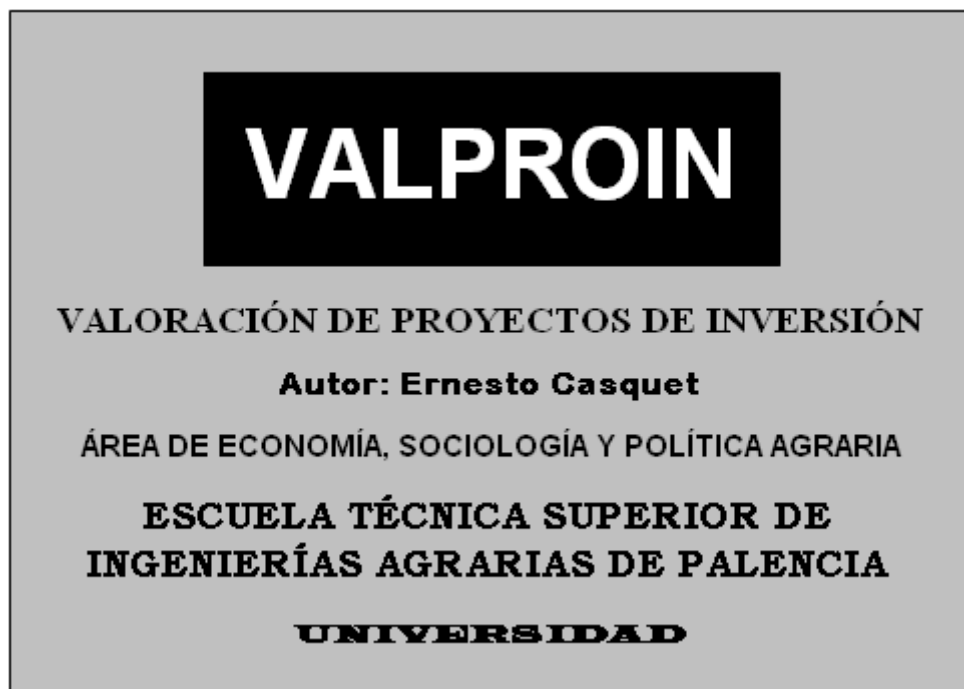 VALPROIN
VALORACIÓN DE PROYECTOS DE INVERSIÓN
Autor: Ernesto Casquet
ÁREA DE ECONOMÍA, SOCIOLOGÍA Y POLÍTICA AGRARIA
ESCUELA TÉCNICA SUPERIOR DE
INGENIERÍAS AGRARIAS DE PALENCIA
UNIVERSIDAD